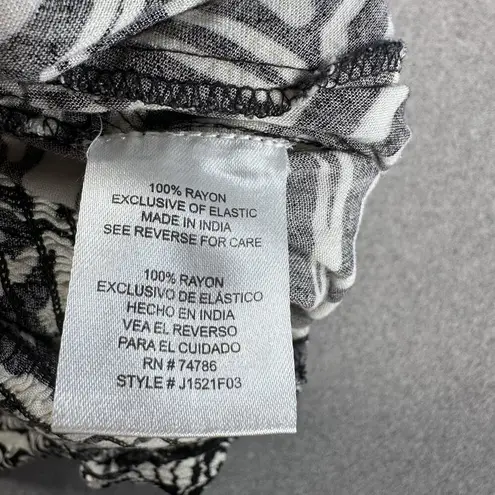 100% RAYON
EXCLUSIVE OF ELASTIC
MADE IN INDIA
SEE REVERSE FOR CARE
100% RAYON
EXCLUSIVO DE ELÁSTICO
HECHO EN INDIA
VEA EL REVERSO
PARA EL CUIDADO
RN # 74786
STYLE # J1521F03